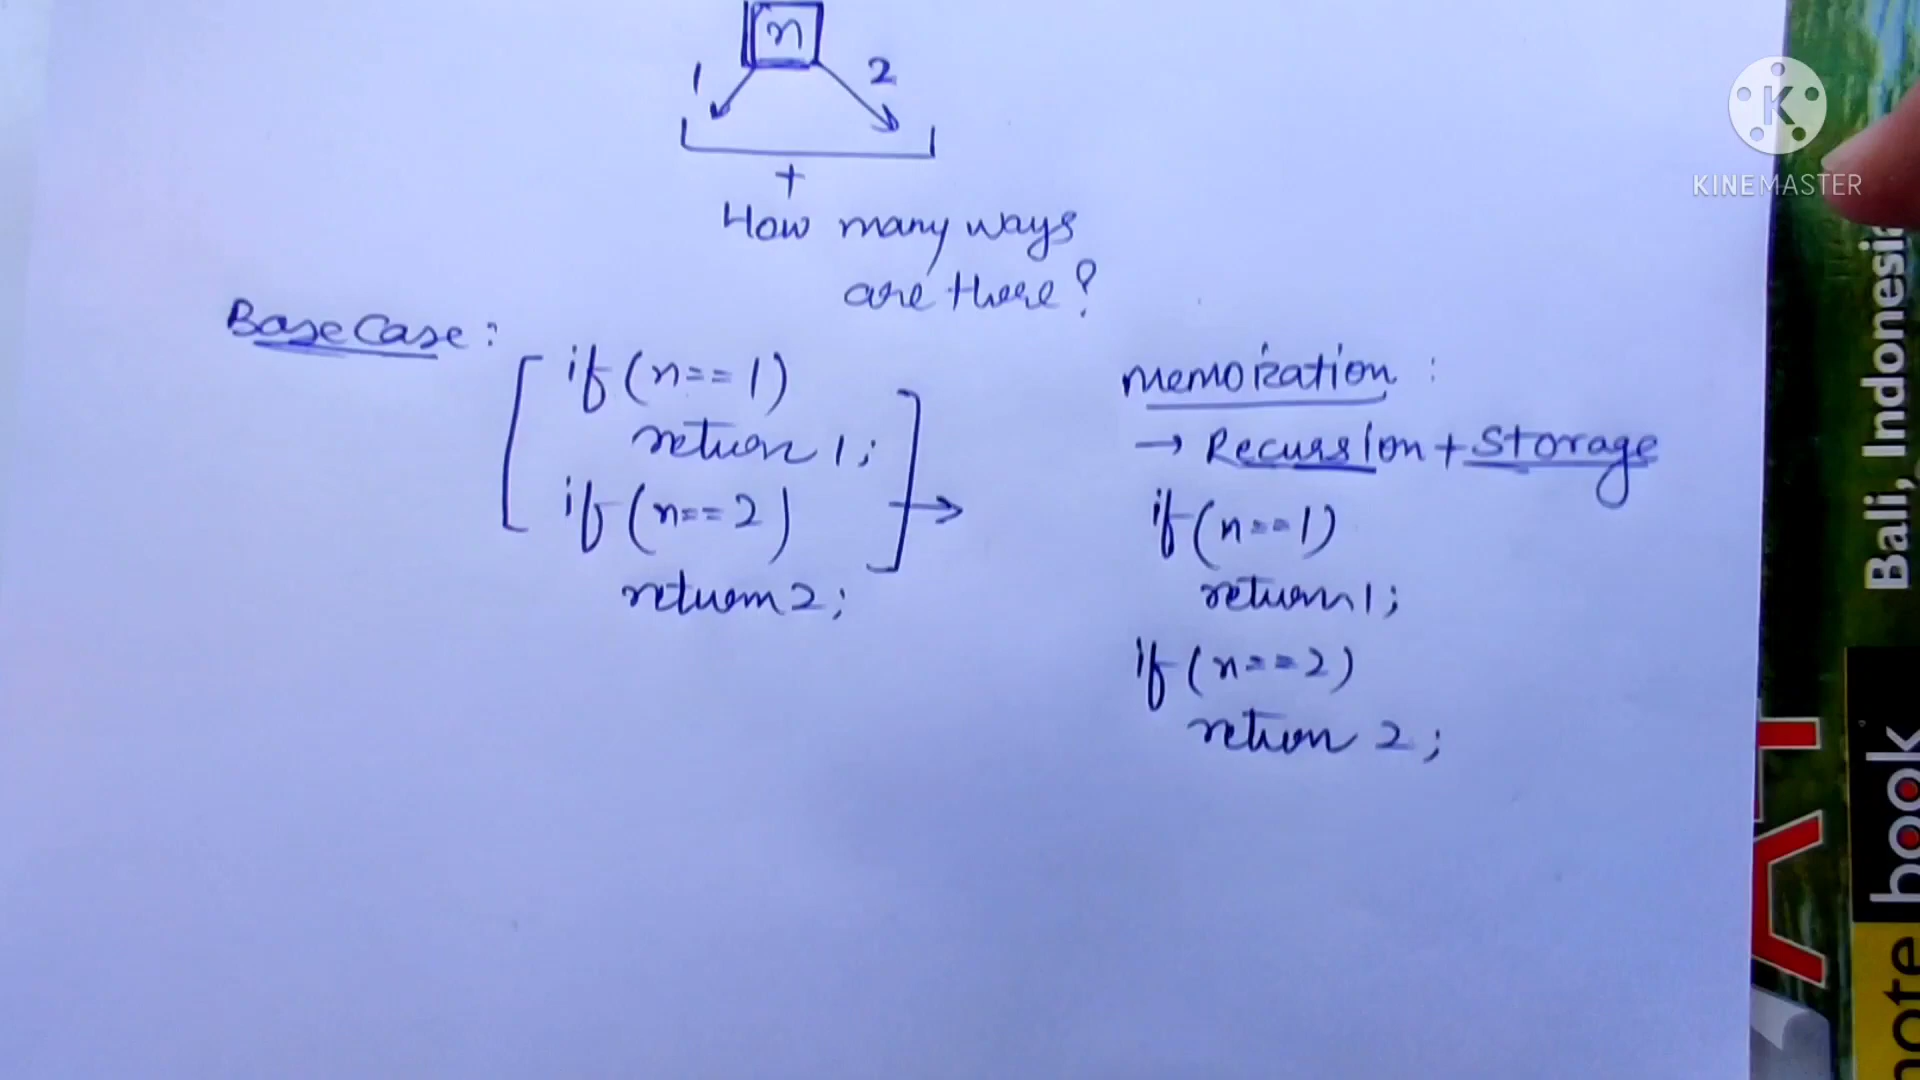 n
1
2
+
How many ways
are there?
Base Case:
if (n==1)
return 1;
if (n==2)
return 2;
memoization:
→ Recurssion + Storage
if (n==1)
return 1;
if (n==2)
return 2;
K
KINEMASTER
Bali, Indonesia
note book